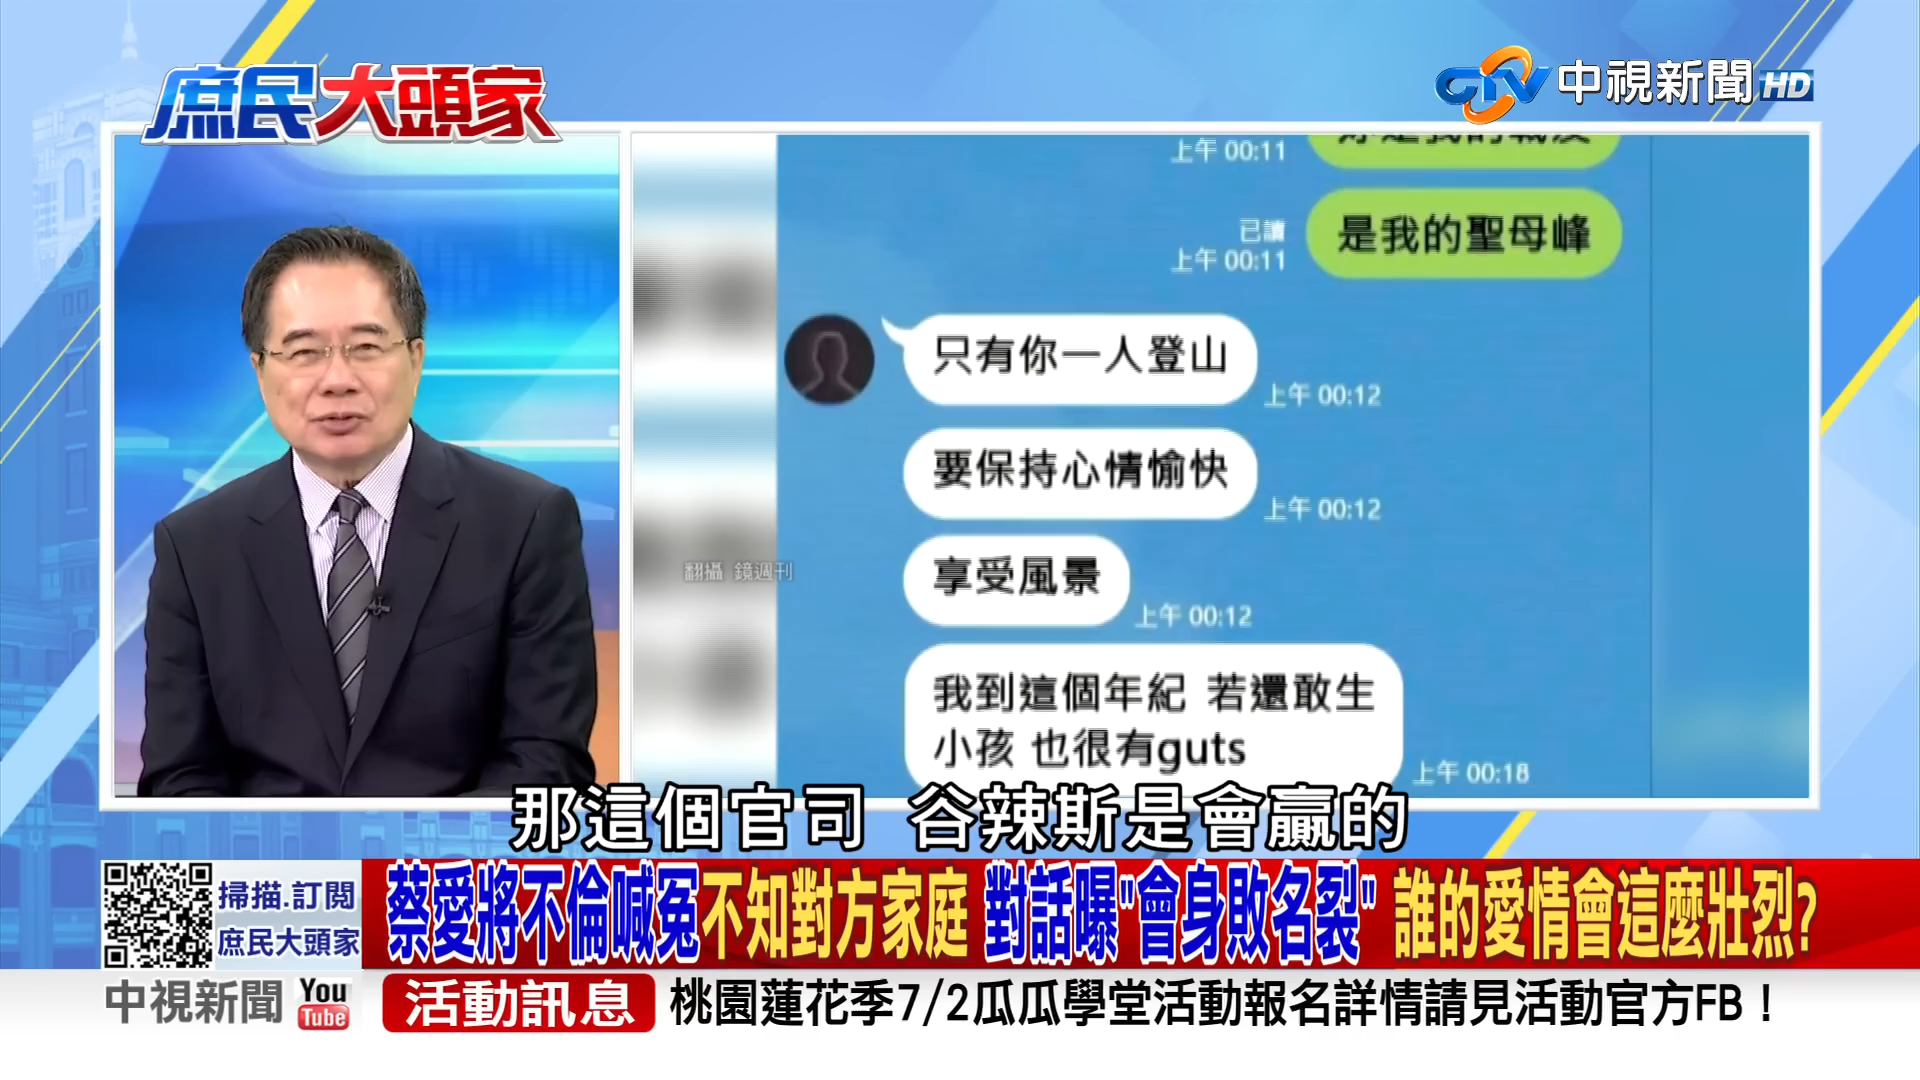 庶民大頭家
CTV中視新聞HD
上午 00:11
已讀
上午 00:11
是我的聖母峰
只有你一人登山
上午 00:12
要保持心情愉快
上午 00:12
享受風景
上午 00:12
翻攝 鏡週刊
我到這個年紀 若還敢生
小孩 也很有guts
上午 00:18
那這個官司 谷辣斯是會贏的
掃描.訂閱
庶民大頭家
蔡愛將不倫喊冤不知對方家庭 對話曝"會身敗名裂" 誰的愛情會這麼壯烈?
中視新聞 YouTube
活動訊息 桃園蓮花季7/2瓜瓜學堂活動報名詳情請見活動官方FB！